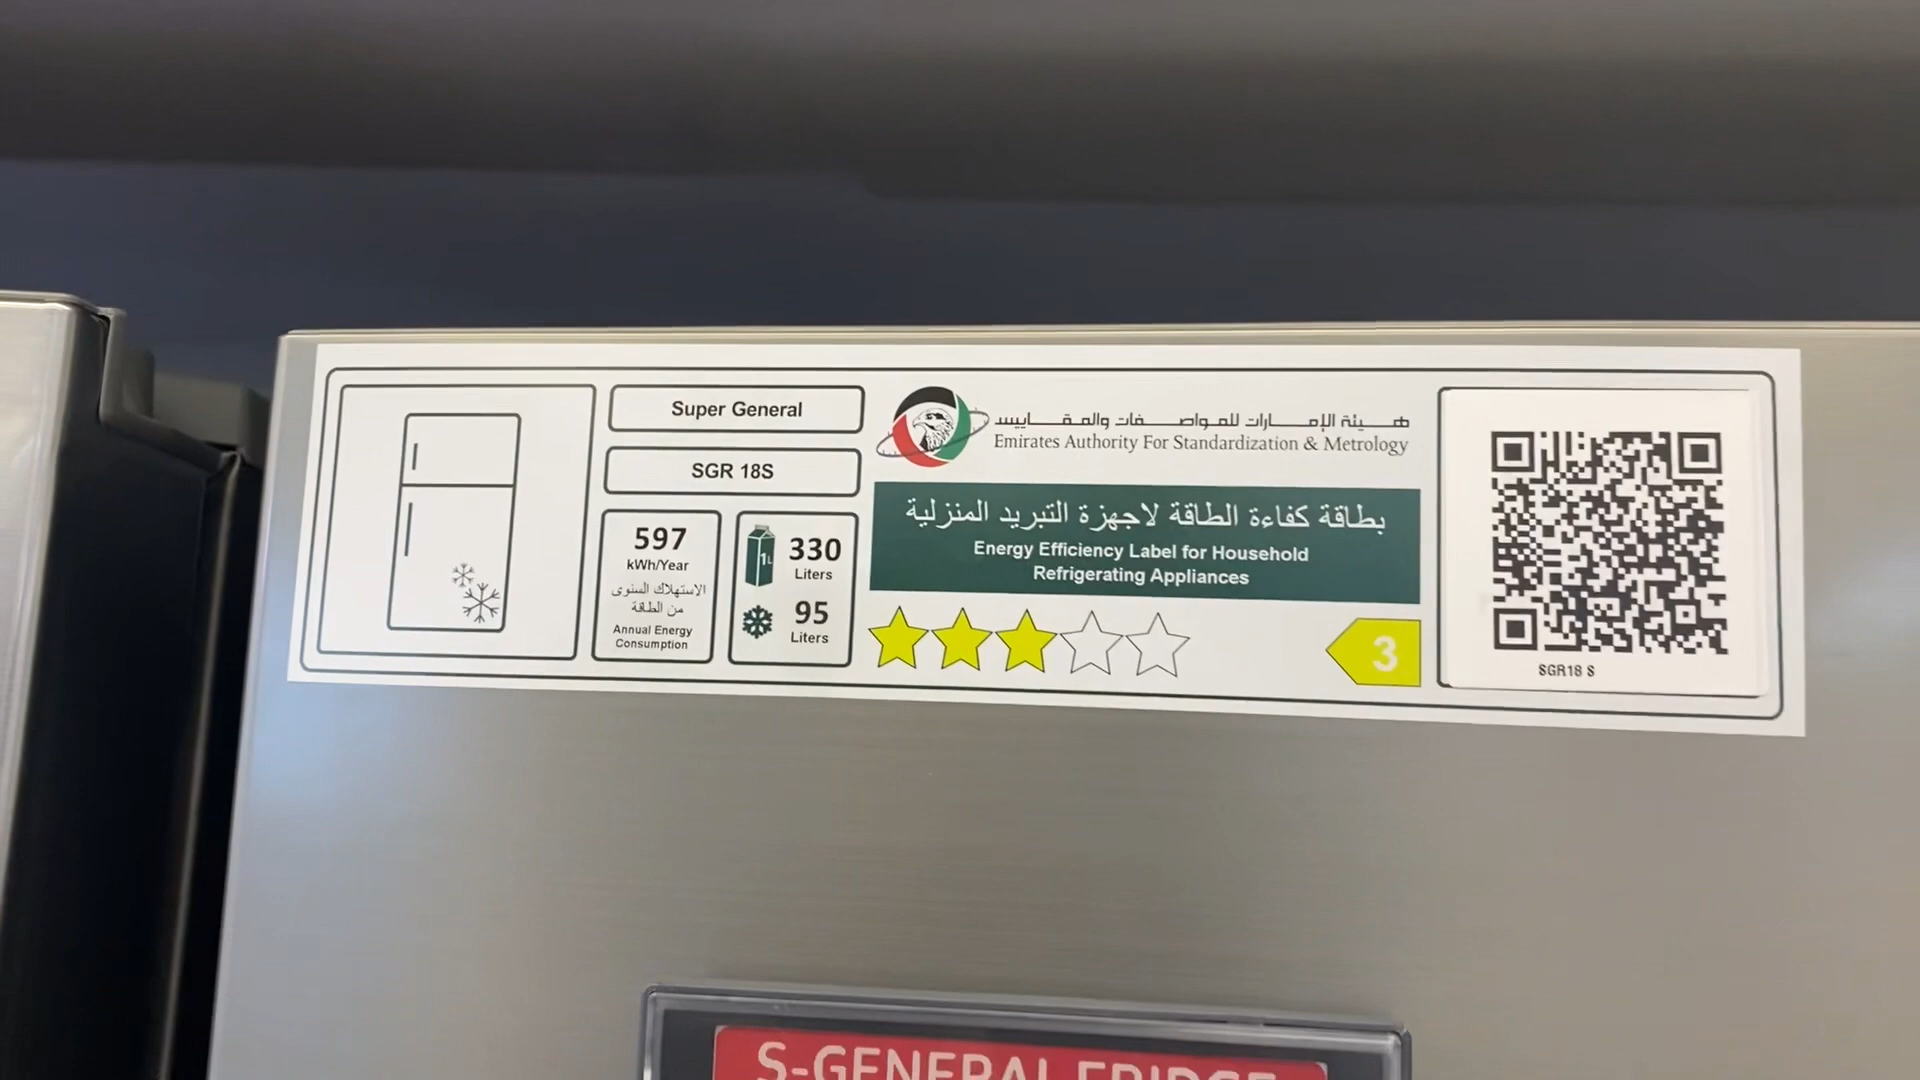 Super General
SGR 18S
597
kWh/Year
الاستهلاك السنوى
من الطاقة
Annual Energy
Consumption
1L
330
Liters
95
Liters
هيئة الإمارات للمواصفات والمقاييس
Emirates Authority For Standardization & Metrology
بطاقة كفاءة الطاقة لاجهزة التبريد المنزلية
Energy Efficiency Label for Household
Refrigerating Appliances
3
SGR18 S
S-GENERAL FRIDGE